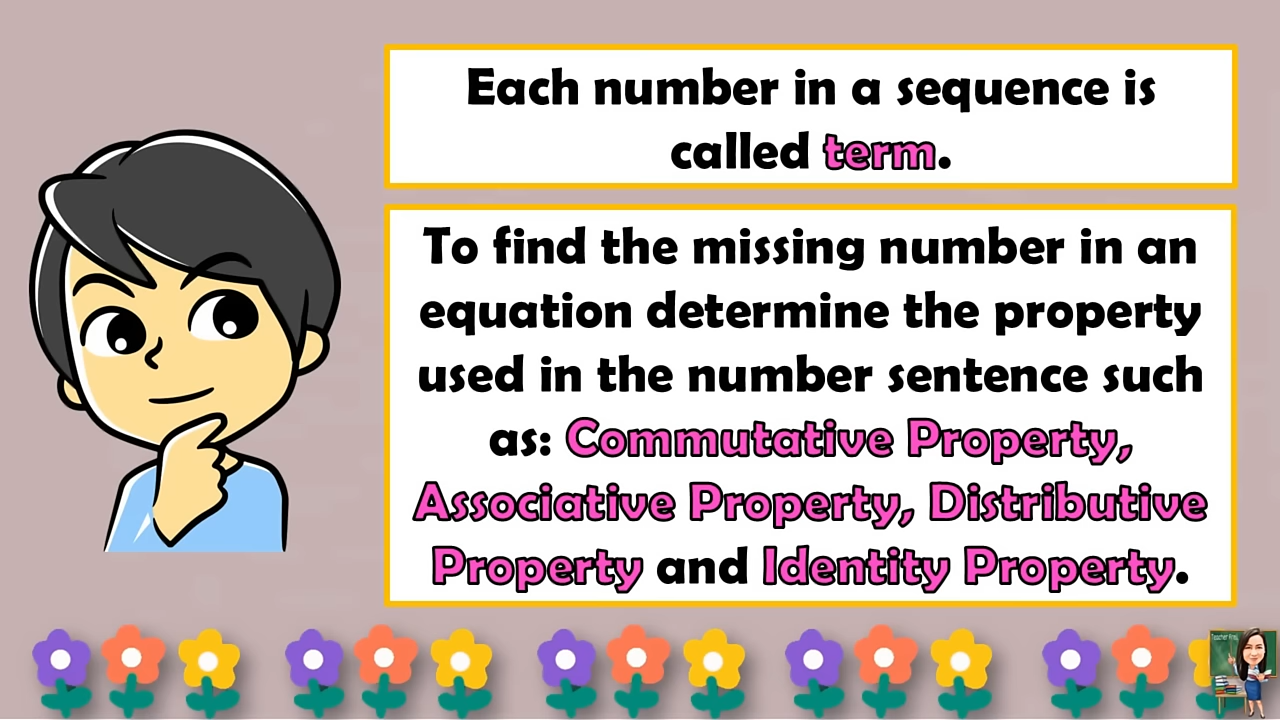 Each number in a sequence is
called term.
To find the missing number in an
equation determine the property
used in the number sentence such
as: Commutative Property,
Associative Property, Distributive
Property and Identity Property.